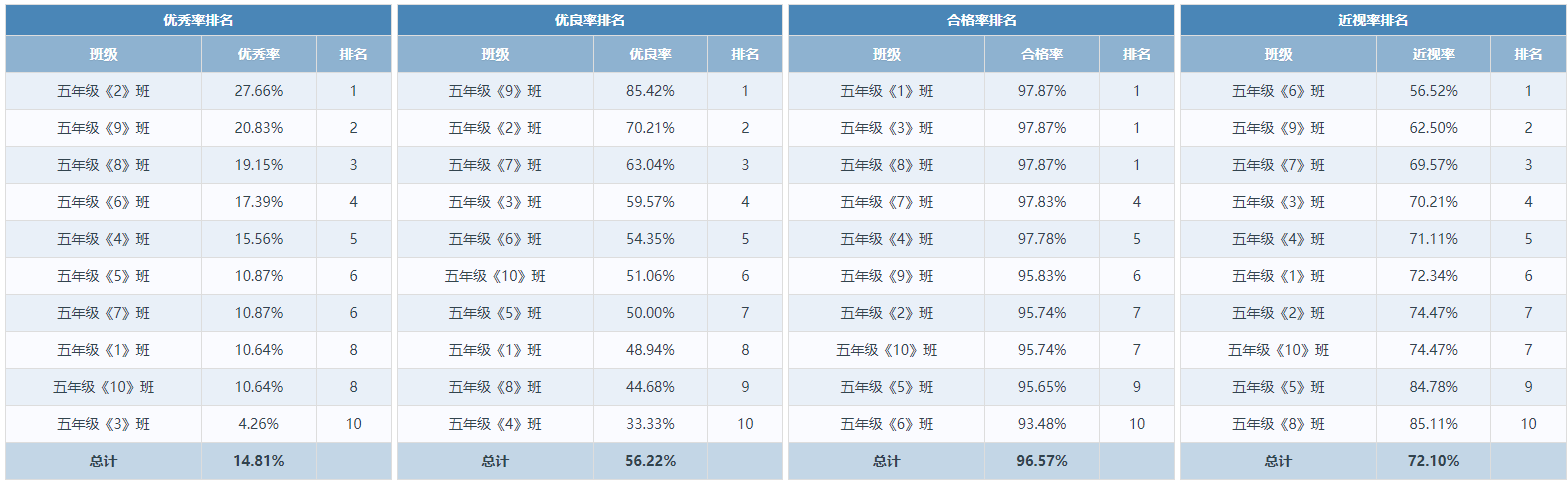 优秀率排名 优良率排名 合格率排名 近视率排名
班级 优秀率 排名 班级 优良率 排名 班级 合格率 排名 班级 近视率 排名
五年级《2》班 27.66% 1 五年级《9》班 85.42% 1 五年级《1》班 97.87% 1 五年级《6》班 56.52% 1
五年级《9》班 20.83% 2 五年级《2》班 70.21% 2 五年级《3》班 97.87% 1 五年级《9》班 62.50% 2
五年级《8》班 19.15% 3 五年级《7》班 63.04% 3 五年级《8》班 97.87% 1 五年级《7》班 69.57% 3
五年级《6》班 17.39% 4 五年级《3》班 59.57% 4 五年级《7》班 97.83% 4 五年级《3》班 70.21% 4
五年级《4》班 15.56% 5 五年级《6》班 54.35% 5 五年级《4》班 97.78% 5 五年级《4》班 71.11% 5
五年级《5》班 10.87% 6 五年级《10》班 51.06% 6 五年级《9》班 95.83% 6 五年级《1》班 72.34% 6
五年级《7》班 10.87% 6 五年级《5》班 50.00% 7 五年级《2》班 95.74% 7 五年级《2》班 74.47% 7
五年级《1》班 10.64% 8 五年级《1》班 48.94% 8 五年级《10》班 95.74% 7 五年级《10》班 74.47% 7
五年级《10》班 10.64% 8 五年级《8》班 44.68% 9 五年级《5》班 95.65% 9 五年级《5》班 84.78% 9
五年级《3》班 4.26% 10 五年级《4》班 33.33% 10 五年级《6》班 93.48% 10 五年级《8》班 85.11% 10
总计 14.81% 总计 56.22% 总计 96.57% 总计 72.10%